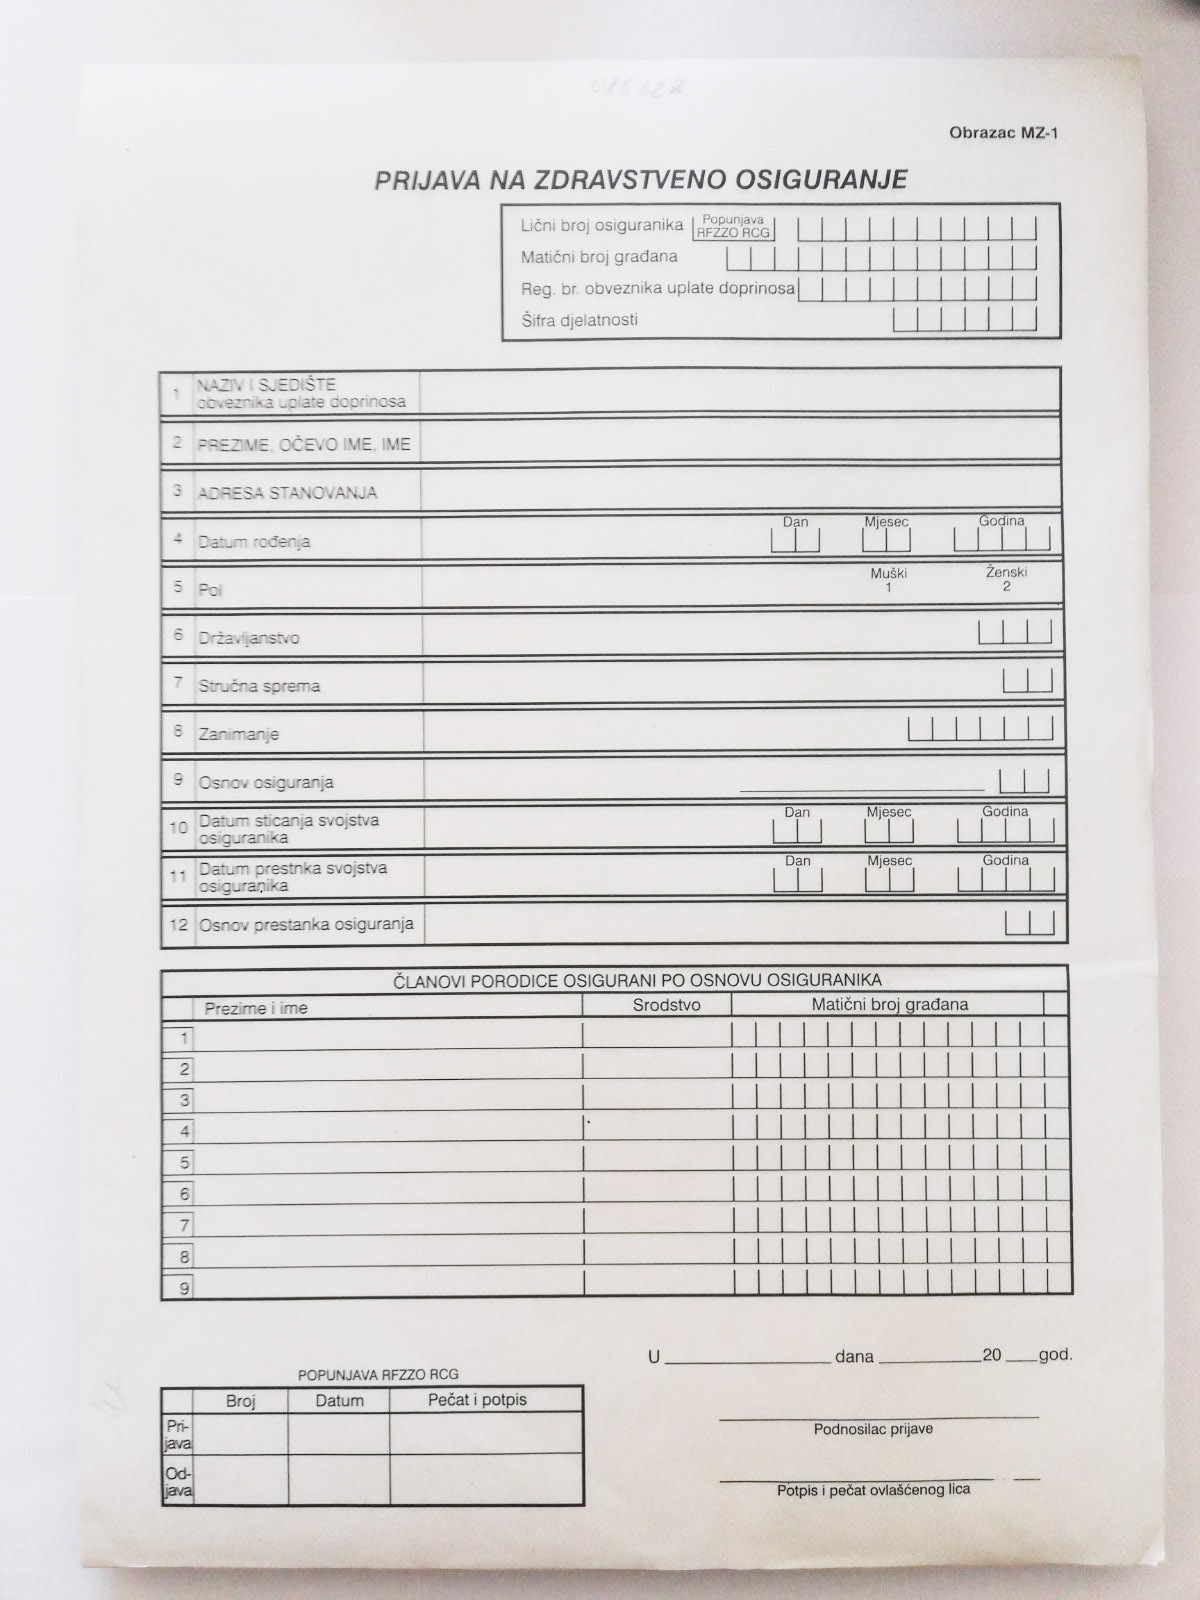 Obrazac MZ-1
PRIJAVA NA ZDRAVSTVENO OSIGURANJE
Lični broj osiguranika Popunjava
RFZZO RCG
Matični broj građana
Reg. br. obveznika uplate doprinosa
Šifra djelatnosti
1 NAZIV I SJEDIŠTE
obveznika uplate doprinosa
2 PREZIME, OČEVO IME, IME
3 ADRESA STANOVANJA
4 Datum rođenja Dan Mjesec Godina
5 Pol Muški Ženski
1 2
6 Državljanstvo
7 Stručna sprema
8 Zanimanje
9 Osnov osiguranja
10 Datum sticanja svojstva
osiguranika Dan Mjesec Godina
11 Datum prestnka svojstva
osiguranika Dan Mjesec Godina
12 Osnov prestanka osiguranja
ČLANOVI PORODICE OSIGURANI PO OSNOVU OSIGURANIKA
Prezime i ime Srodstvo Matični broj građana
1
2
3
4
5
6
7
8
9
U dana 20 god.
POPUNJAVA RFZZO RCG
Broj Datum Pečat i potpis
Pri-
java
Od-
java
Podnosilac prijave
Potpis i pečat ovlašćenog lica